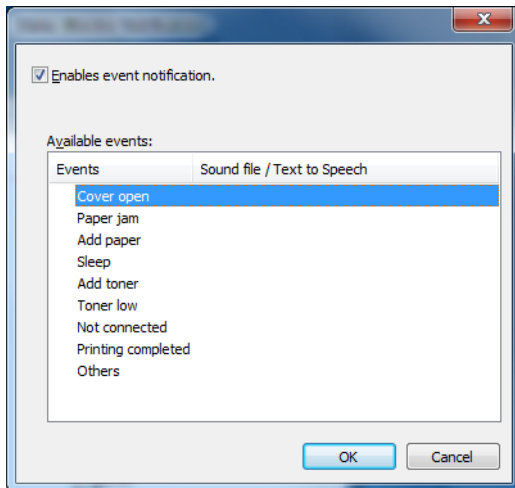 Enables event notification.
Available events:
Events Sound file / Text to Speech
Cover open
Paper jam
Add paper
Sleep
Add toner
Toner low
Not connected
Printing completed
Others
OK Cancel